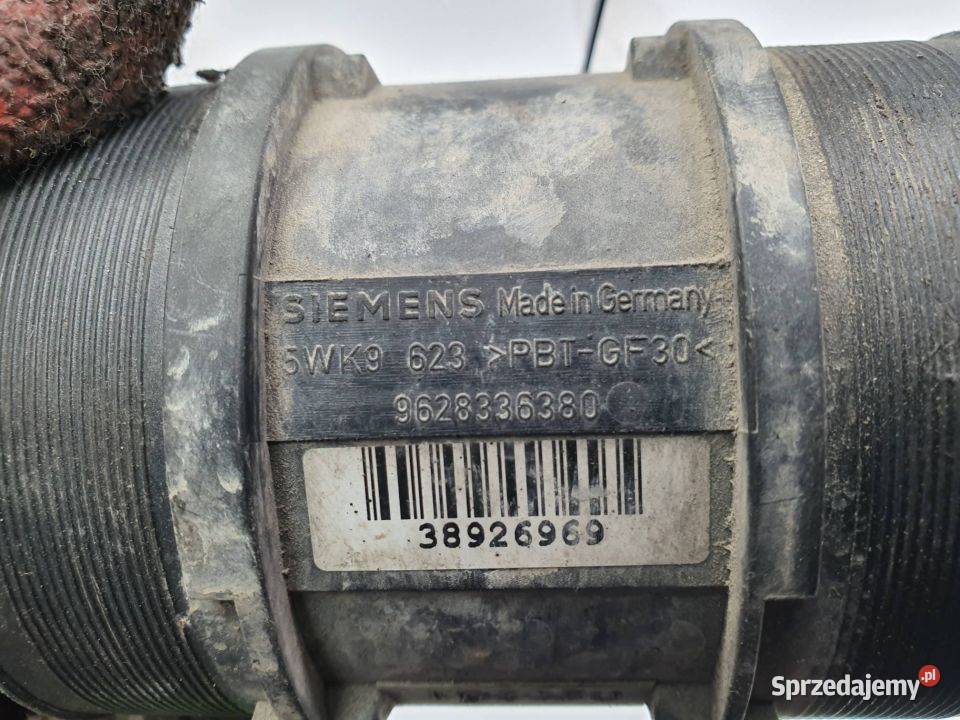 SIEMENS Made in Germany
5WK9 623 >PBT-GF30<
9628336380
38926969
Sprzedajemy.pl